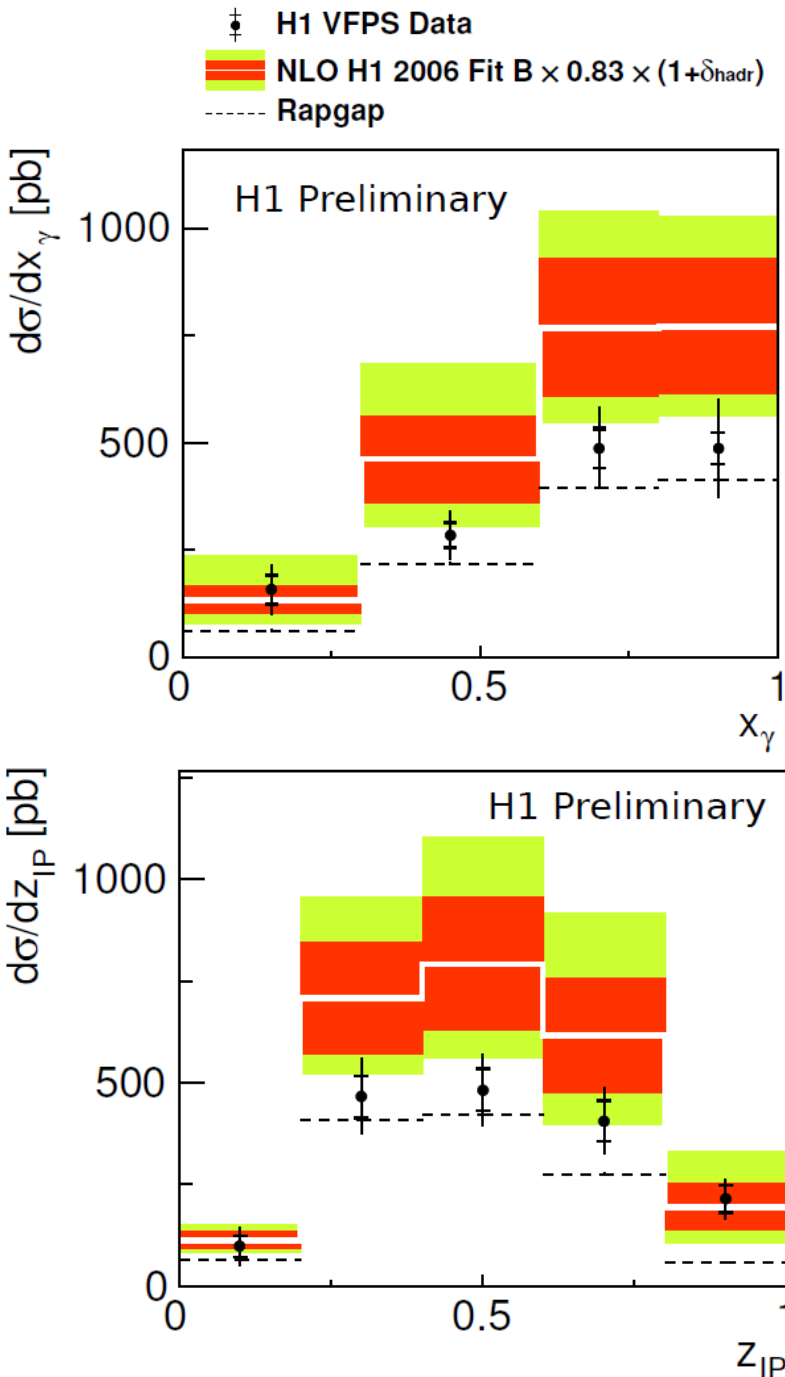 H1 VFPS Data
NLO H1 2006 Fit B × 0.83 × (1+δhadr)
Rapgap
dσ/dxγ [pb]
H1 Preliminary
1000
500
0
0 0.5 1
xγ
dσ/dzIP [pb]
H1 Preliminary
1000
500
0
0 0.5 1
zIP